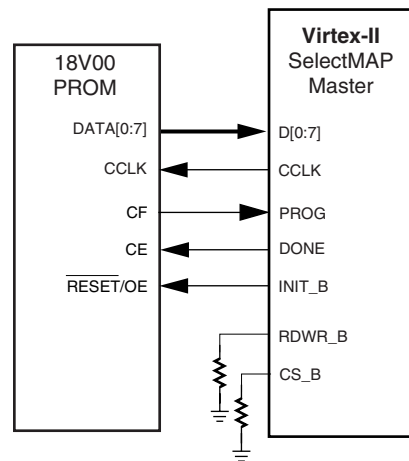 18V00
PROM
DATA[0:7]
CCLK
CF
CE
RESET/OE
Virtex-II
SelectMAP
Master
D[0:7]
CCLK
PROG
DONE
INIT_B
RDWR_B
CS_B